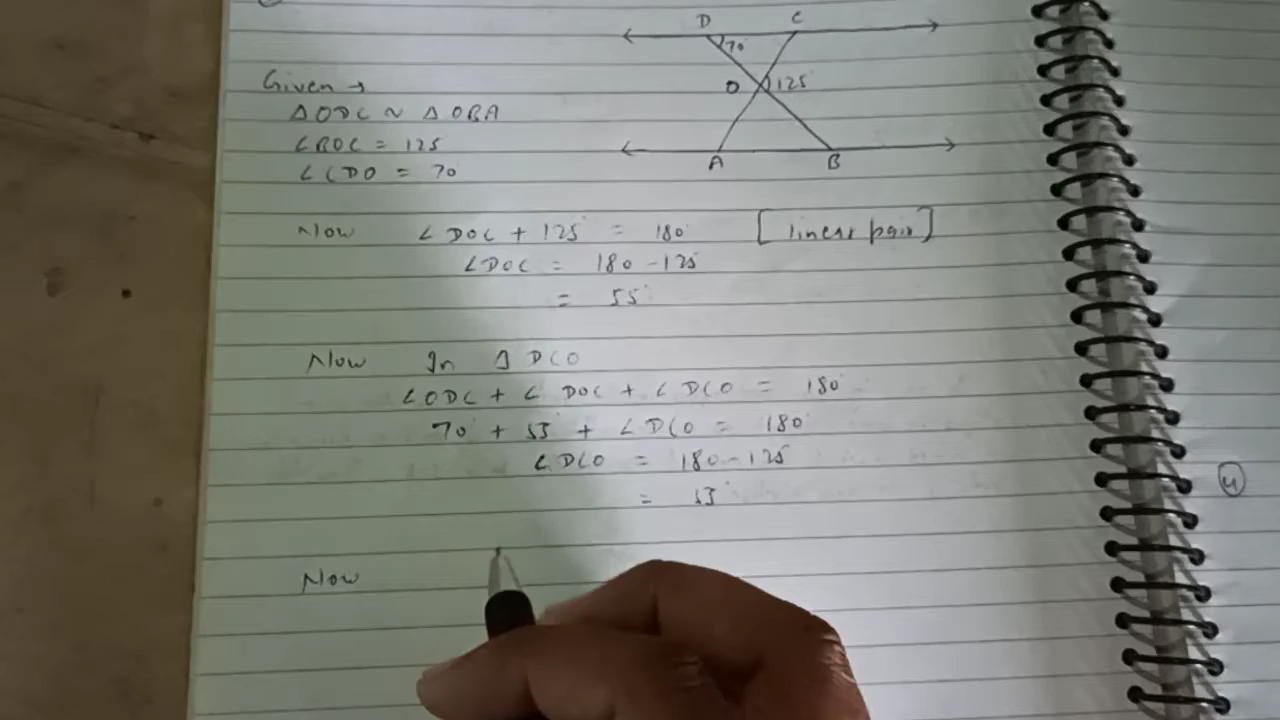 D C
70°
O 125°
A B
Given →
Δ ODC ~ Δ OBA
∠BOC = 125
∠CDO = 70
Now ∠DOC + 125° = 180° [linear pair]
∠DOC = 180 - 125
= 55°
Now In Δ DCO
∠ODC + ∠DOC + ∠DCO = 180°
70° + 55° + ∠DCO = 180°
∠DCO = 180 - 125
= 55°
Now
4